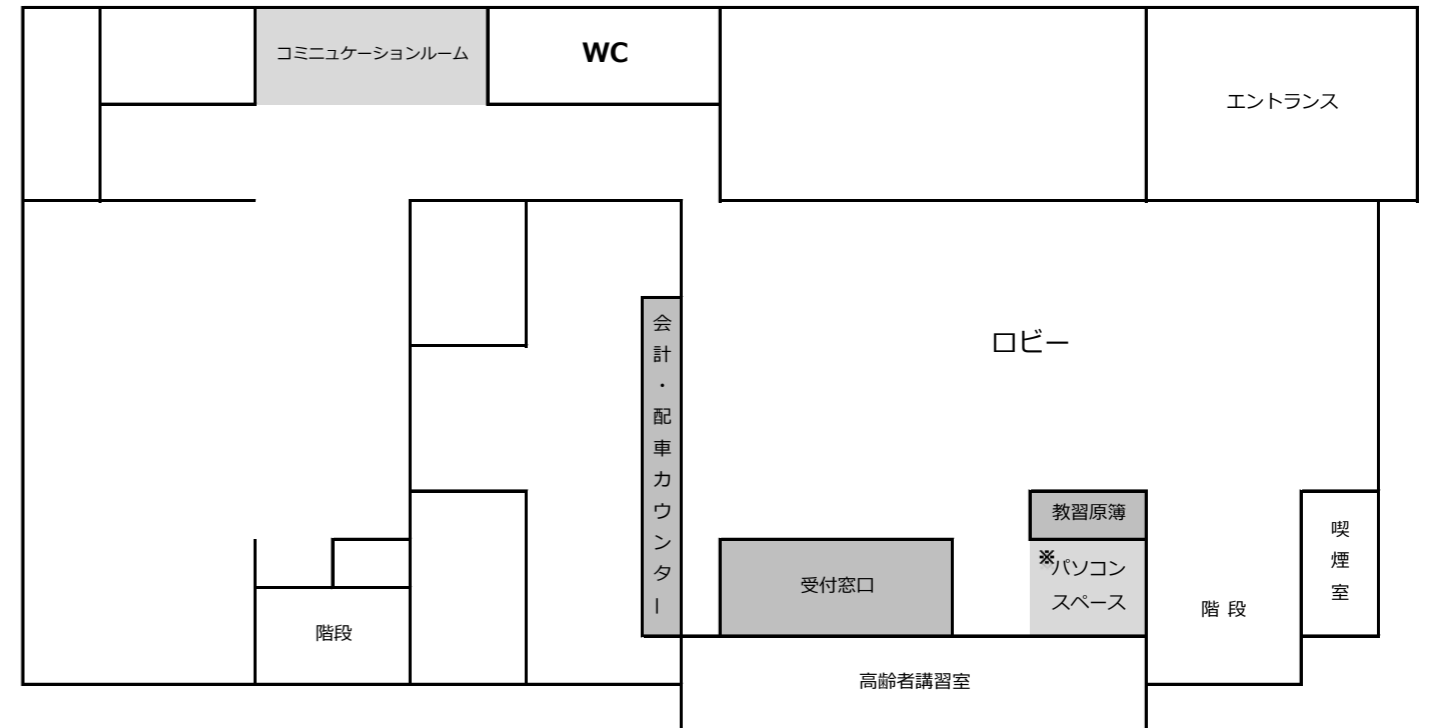 コミニュケーションルーム
WC
エントランス
ロビー
会計・配車カウンター
教習原簿
※パソコン
スペース
受付窓口
喫煙室
階段
階段
高齢者講習室